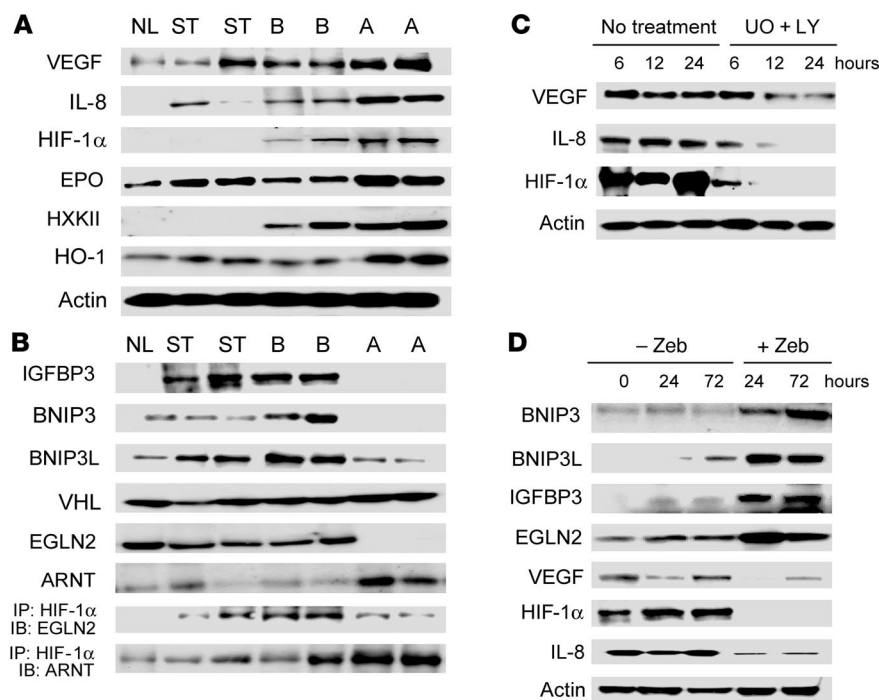 A
NL ST ST B B A A
VEGF
IL-8
HIF-1α
EPO
HXKII
HO-1
Actin
B
NL ST ST B B A A
IGFBP3
BNIP3
BNIP3L
VHL
EGLN2
ARNT
IP: HIF-1α
IB: EGLN2
IP: HIF-1α
IB: ARNT
C
No treatment UO + LY
6 12 24 6 12 24 hours
VEGF
IL-8
HIF-1α
Actin
D
– Zeb + Zeb
0 24 72 24 72 hours
BNIP3
BNIP3L
IGFBP3
EGLN2
VEGF
HIF-1α
IL-8
Actin